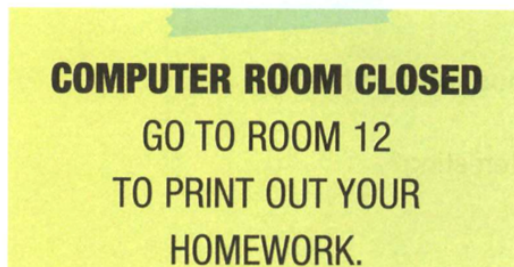 COMPUTER ROOM CLOSED
GO TO ROOM 12
TO PRINT OUT YOUR
HOMEWORK.